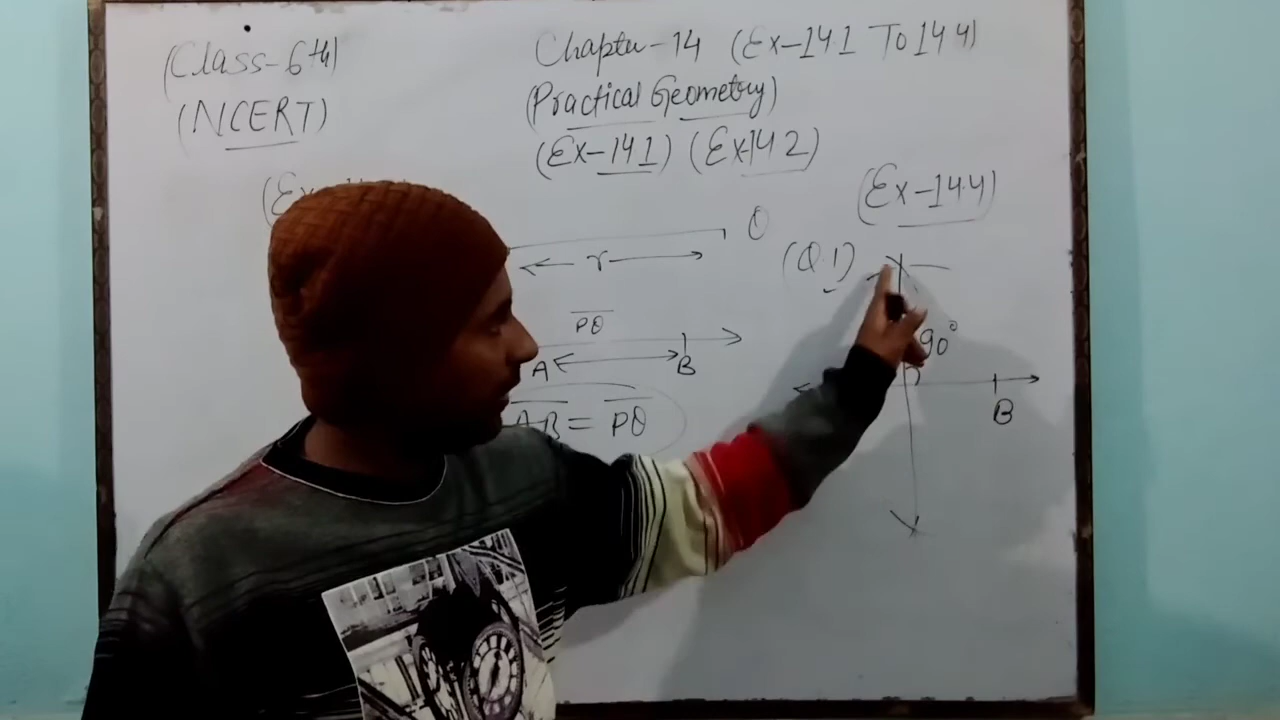 (Class-6th)
(NCERT)
Chapter-14 (Ex-14.1 To 14.4)
(Practical Geometry)
(Ex-14.1) (Ex-14.2)
(Ex-14.4)
(Q.1)
r
PQ
A B
AB = PQ
90°
B